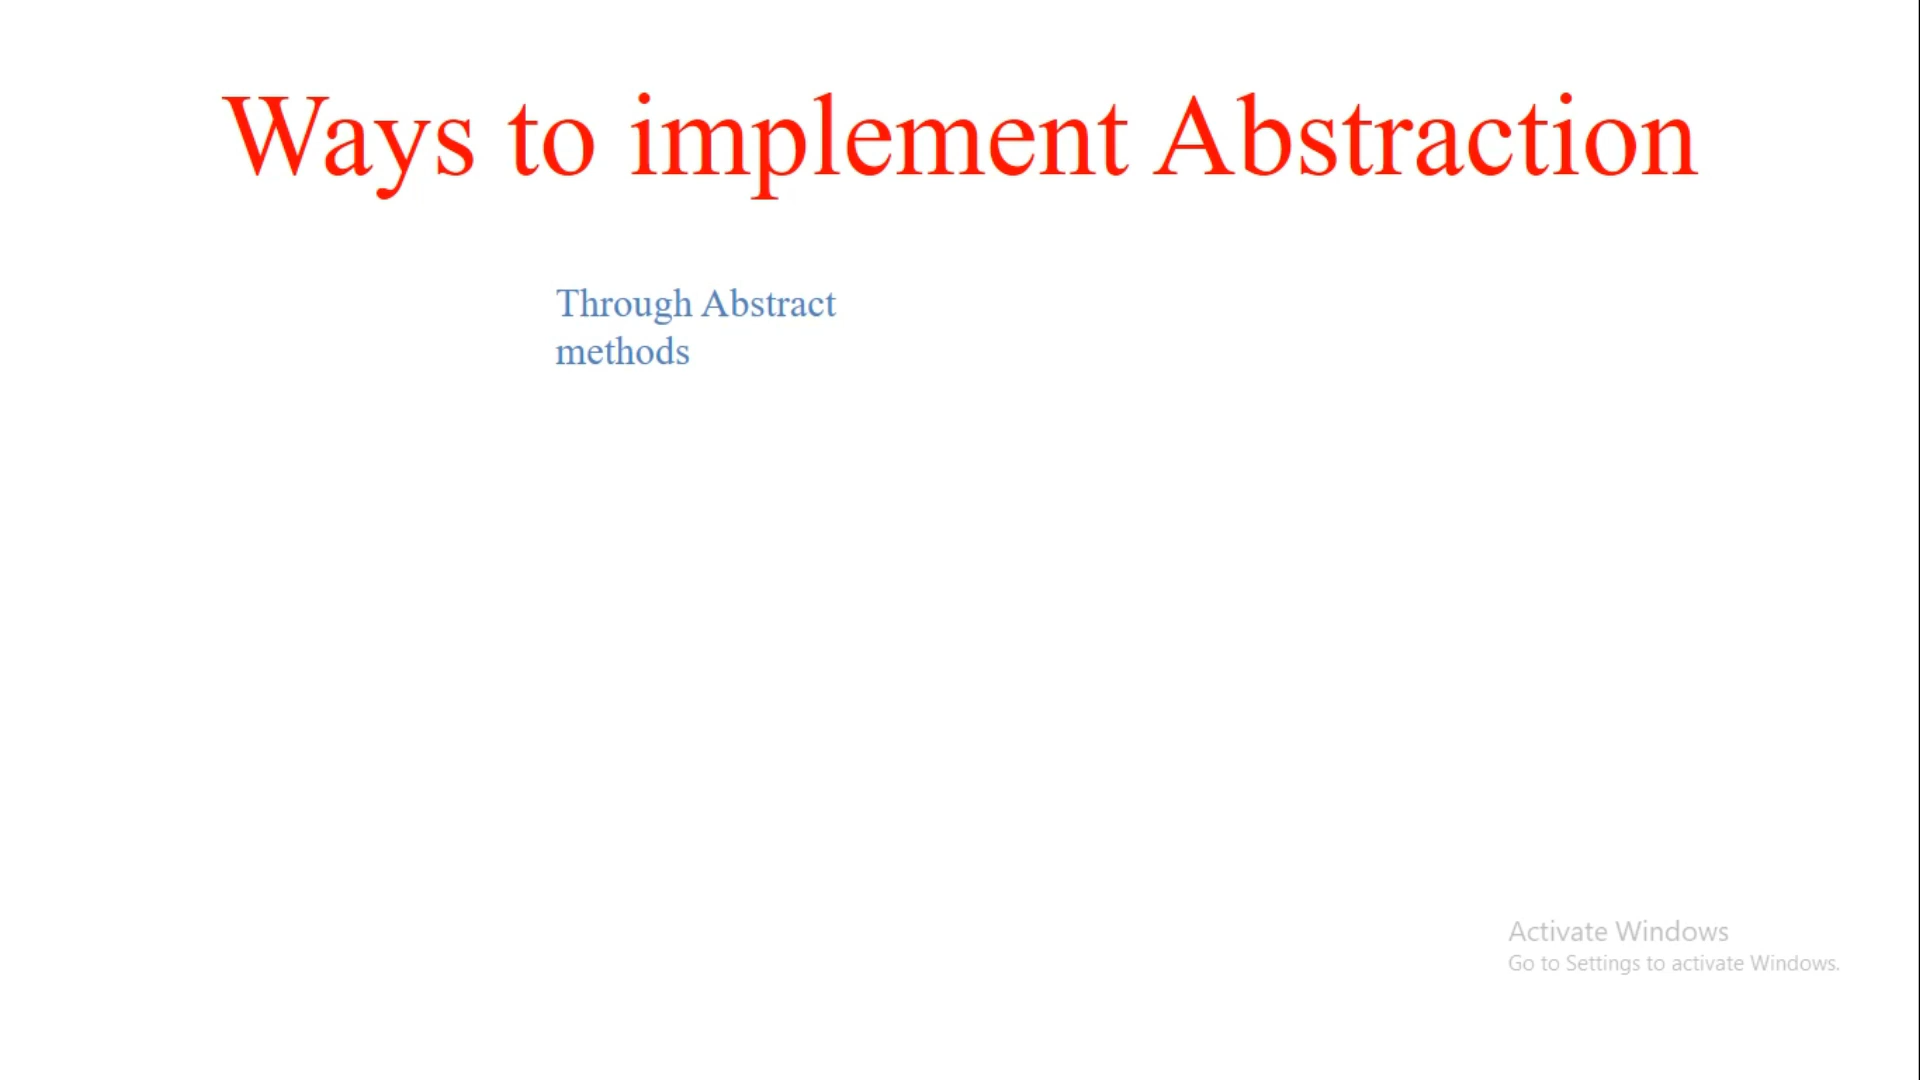 Ways to implement Abstraction
Through Abstract
methods
Activate Windows
Go to Settings to activate Windows.